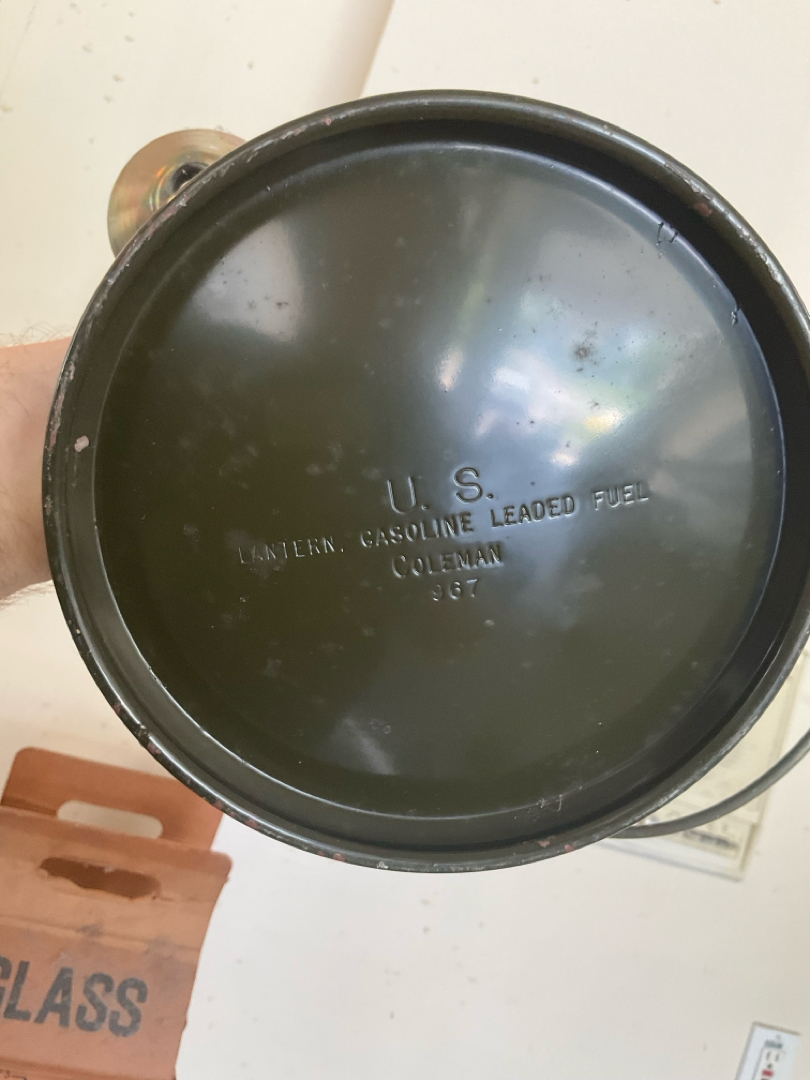 U. S.
LANTERN, GASOLINE LEADED FUEL
COLEMAN
967
GLASS